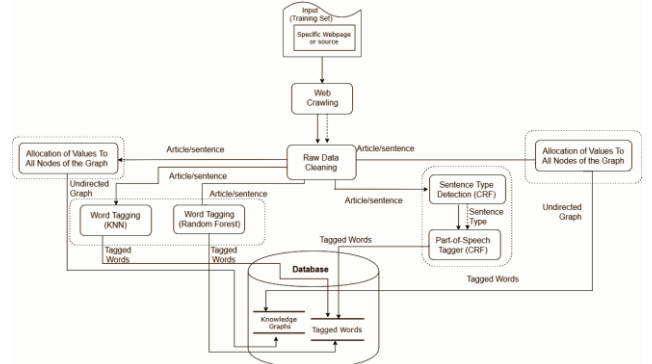 Input
(Training Set)
Specific Webpage
or source
Web
Crawling
Raw Data
Cleaning
Article/sentence
Article/sentence
Allocation of Values To
All Nodes of the Graph
Allocation of Values To
All Nodes of the Graph
Undirected
Graph
Article/sentence
Article/sentence
Article/sentence
Word Tagging
(KNN)
Word Tagging
(Random Forest)
Sentence Type
Detection (CRF)
Sentence
Type
Undirected
Graph
Part-of-Speech
Tagger (CRF)
Tagged Words
Tagged
Words
Tagged
Words
Database
Tagged Words
Knowledge
Graphs
Tagged Words